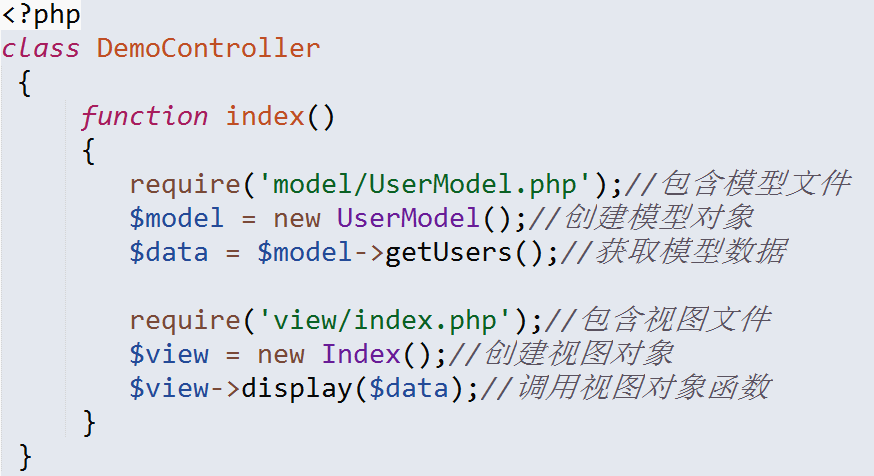 <?php
class DemoController
{
function index()
{
require('model/UserModel.php');//包含模型文件
$model = new UserModel();//创建模型对象
$data = $model->getUsers();//获取模型数据
require('view/index.php');//包含视图文件
$view = new Index();//创建视图对象
$view->display($data);//调用视图对象函数
}
}